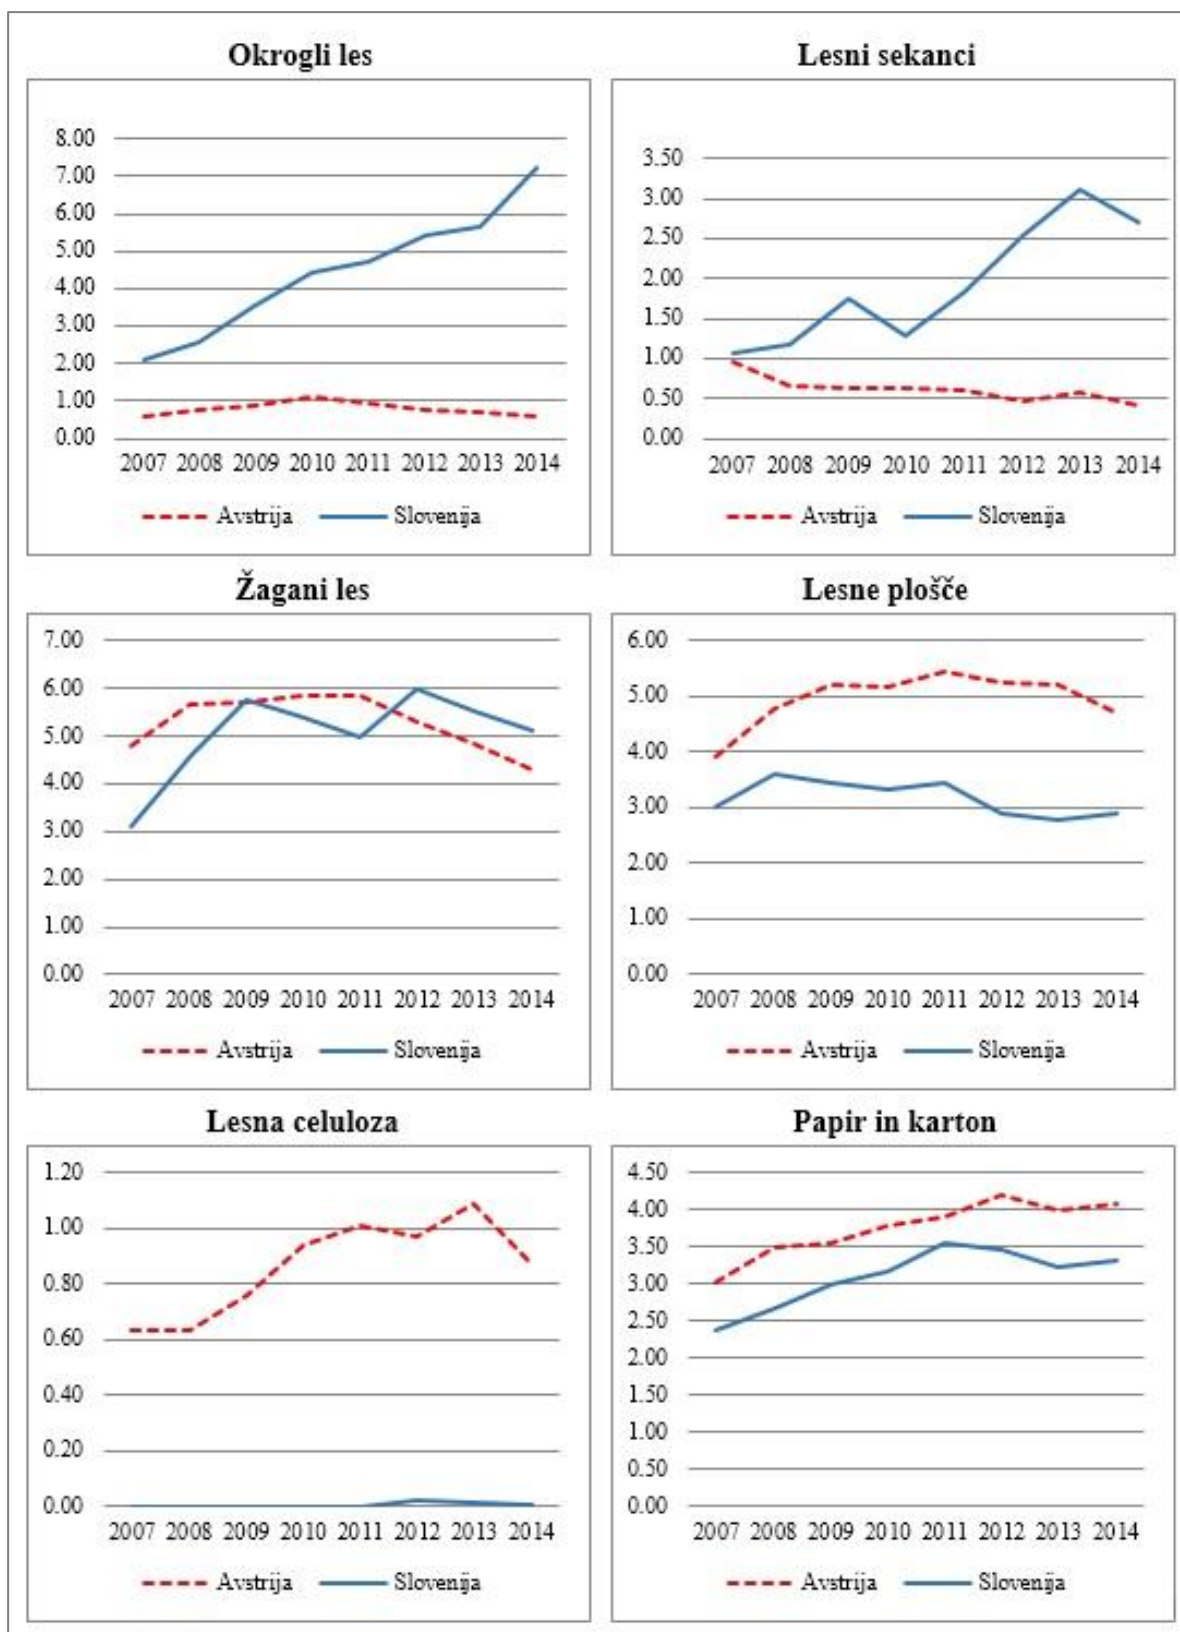 Okrogli les
8.00
7.00
6.00
5.00
4.00
3.00
2.00
1.00
0.00
2007 2008 2009 2010 2011 2012 2013 2014
Avstrija Slovenija
Lesni sekanci
3.50
3.00
2.50
2.00
1.50
1.00
0.50
0.00
2007 2008 2009 2010 2011 2012 2013 2014
Avstrija Slovenija
Žagani les
7.00
6.00
5.00
4.00
3.00
2.00
1.00
0.00
2007 2008 2009 2010 2011 2012 2013 2014
Avstrija Slovenija
Lesne plošče
6.00
5.00
4.00
3.00
2.00
1.00
0.00
2007 2008 2009 2010 2011 2012 2013 2014
Avstrija Slovenija
Lesna celuloza
1.20
1.00
0.80
0.60
0.40
0.20
0.00
2007 2008 2009 2010 2011 2012 2013 2014
Avstrija Slovenija
Papir in karton
4.50
4.00
3.50
3.00
2.50
2.00
1.50
1.00
0.50
0.00
2007 2008 2009 2010 2011 2012 2013 2014
Avstrija Slovenija